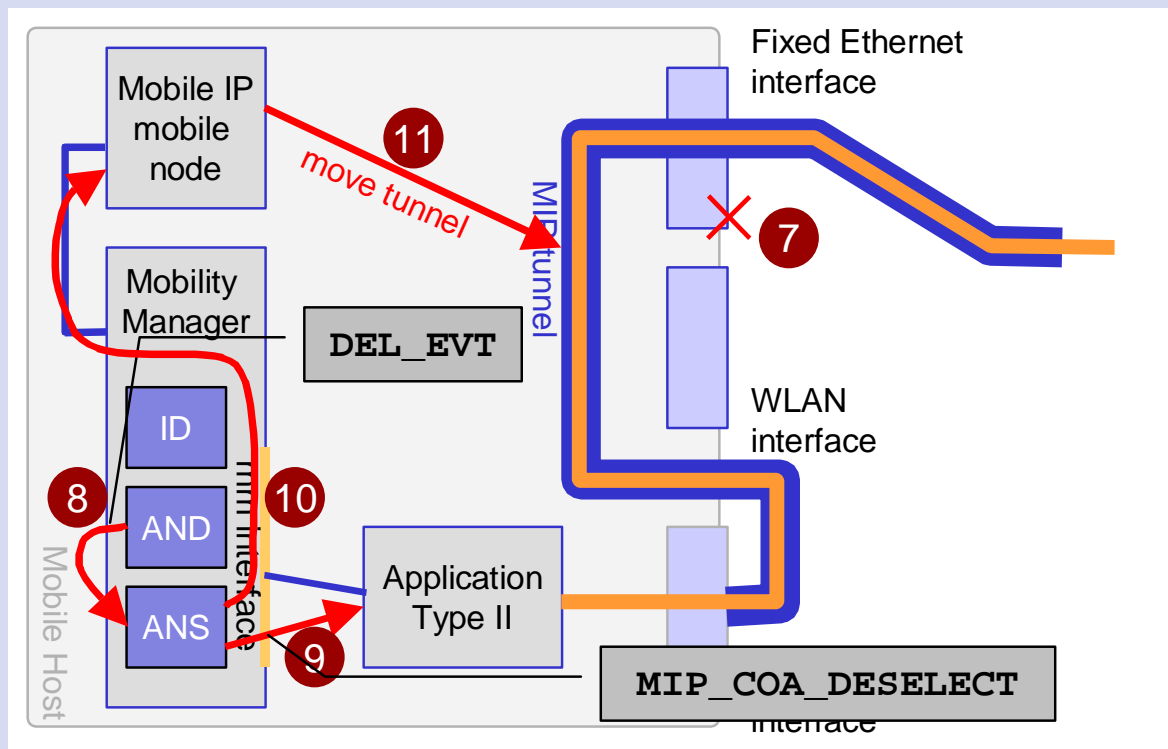 Fixed Ethernet
interface
Mobile IP
mobile
node
11
move tunnel
MIP tunnel
7
Mobility
Manager
DEL_EVT
ID
WLAN
interface
8
10
AND
mm Interface
Application
Type II
ANS
9
Mobile Host
MIP_COA_DESELECT
interface